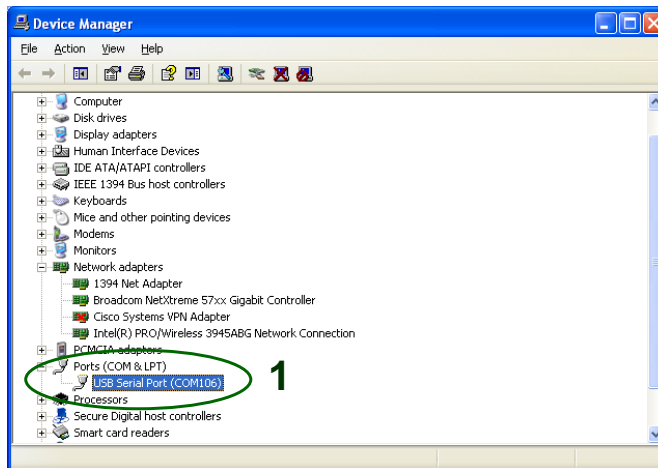 Device Manager
File Action View Help
Computer
Disk drives
Display adapters
Human Interface Devices
IDE ATA/ATAPI controllers
IEEE 1394 Bus host controllers
Keyboards
Mice and other pointing devices
Modems
Monitors
Network adapters
1394 Net Adapter
Broadcom NetXtreme 57xx Gigabit Controller
Cisco Systems VPN Adapter
Intel(R) PRO/Wireless 3945ABG Network Connection
PCMCIA adaptors
Ports (COM & LPT)
USB Serial Port (COM106)
1
Processors
Secure Digital host controllers
Smart card readers